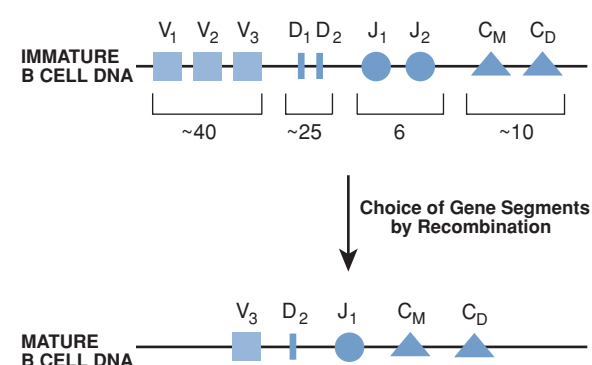 V1 V2 V3 D1 D2 J1 J2 CM CD
IMMATURE
B CELL DNA
~40 ~25 6 ~10
Choice of Gene Segments
by Recombination
V3 D2 J1 CM CD
MATURE
B CELL DNA